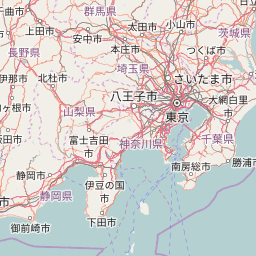 群馬県
小山市
茨城県
太田市
安中市
本庄市
つくば市
長野県
埼玉県
さいたま市
北杜市
伊那市
八王子市
大網白里
東京
山梨県
富士吉田
神奈川県
千葉県
勝浦市
静岡市
伊豆の国
市
南房総市
静岡県
御前崎市
下田市